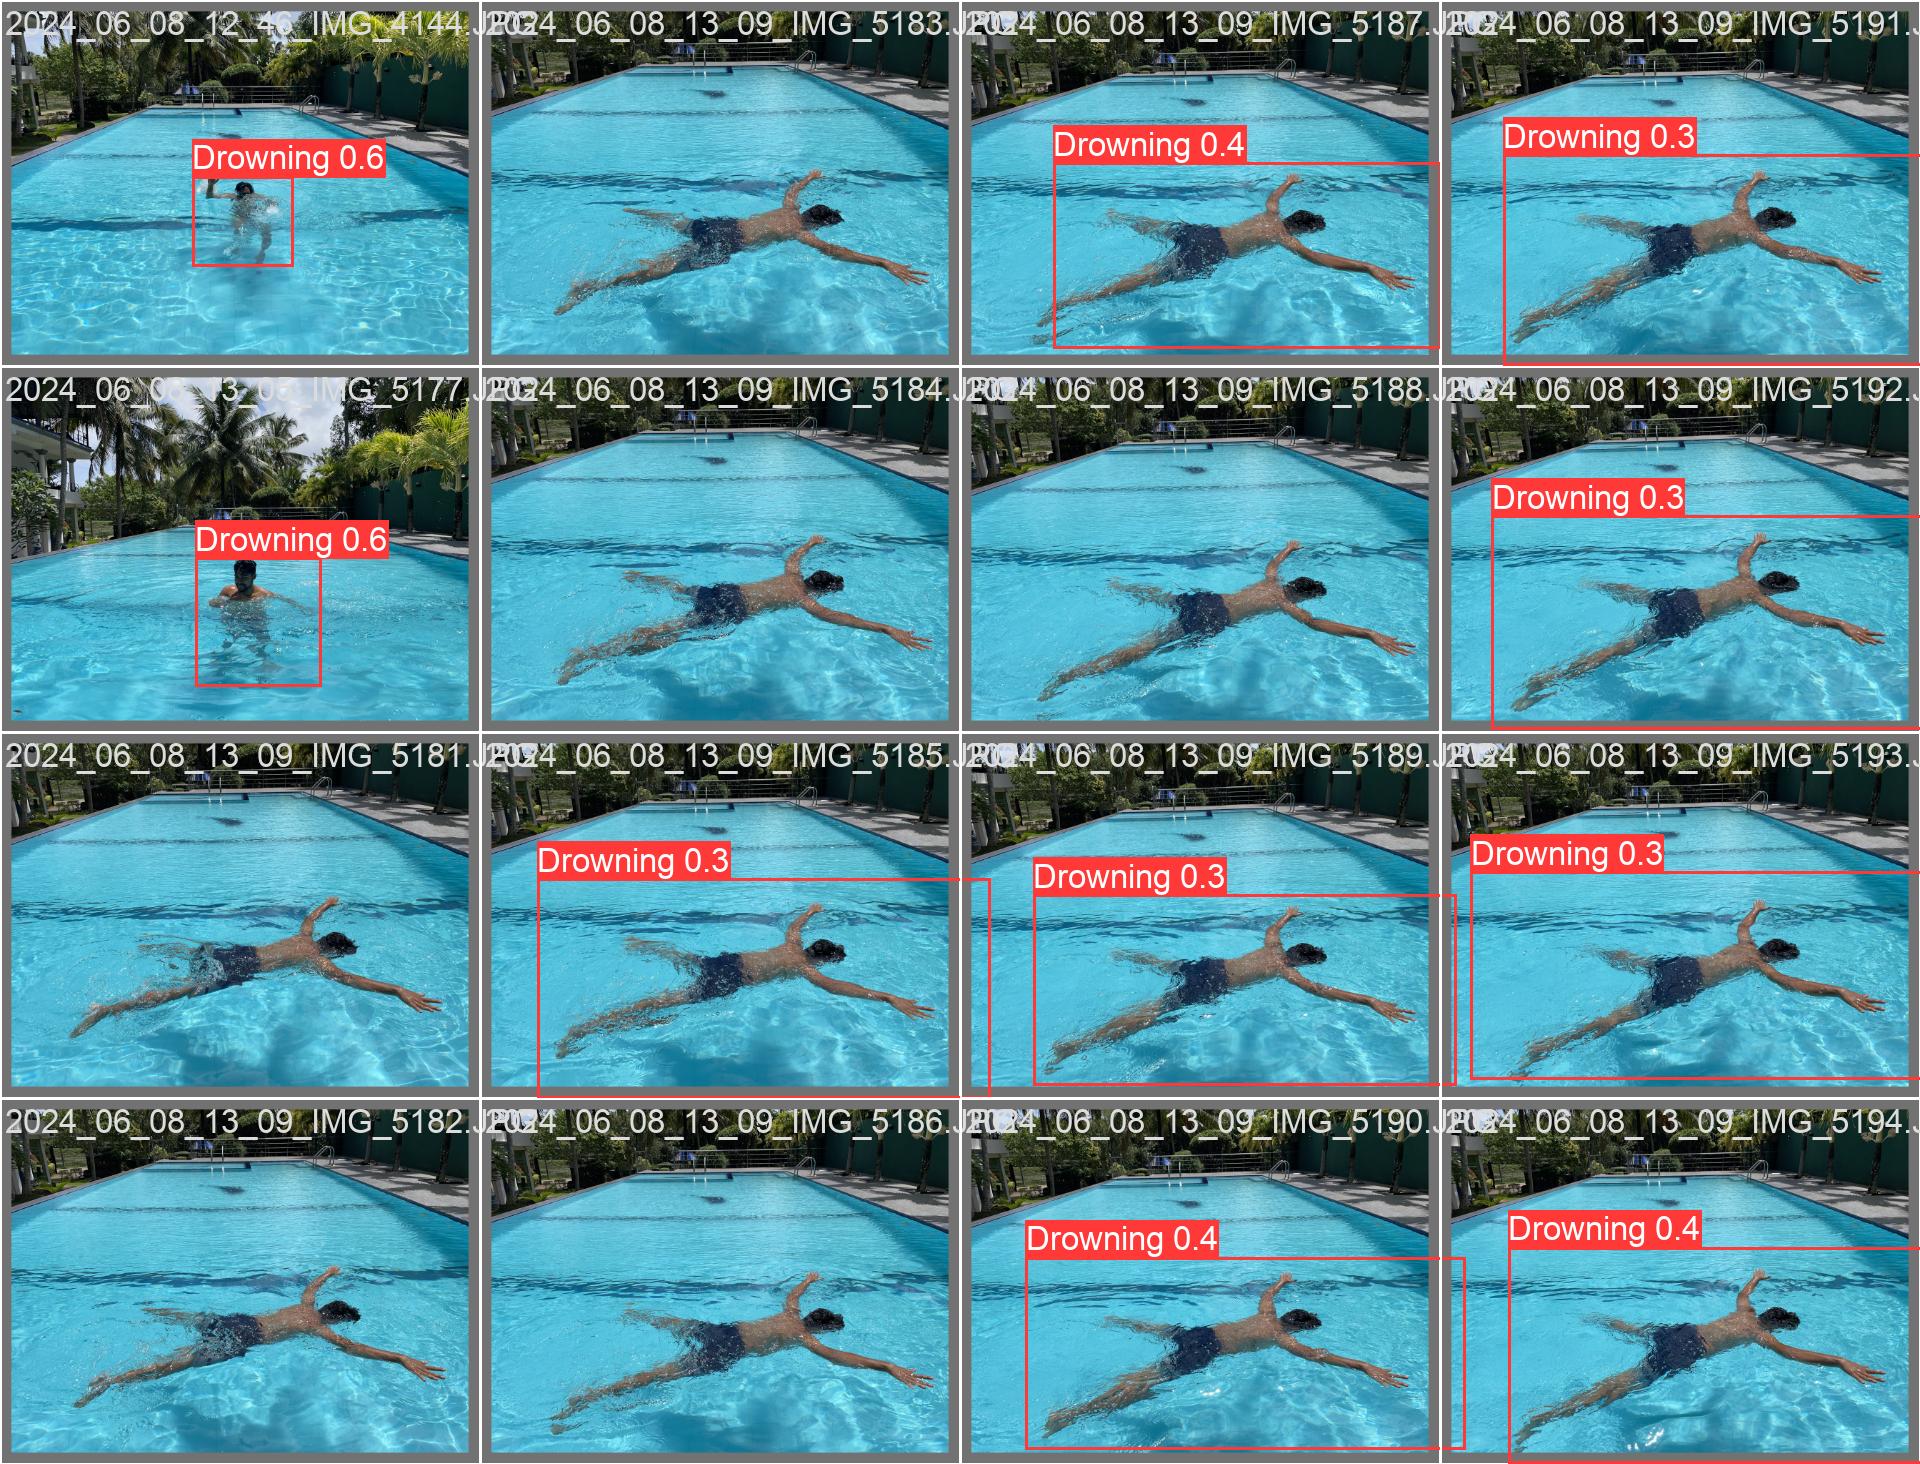 2024_06_08_12_46_IMG_4144.JPG
2024_06_08_13_09_IMG_5183.JPG
2024_06_08_13_09_IMG_5187.JPG
2024_06_08_13_09_IMG_5191.J
Drowning 0.6
Drowning 0.4
Drowning 0.3
2024_06_08_13_05_IMG_5177.JPG
2024_06_08_13_09_IMG_5184.JPG
2024_06_08_13_09_IMG_5188.JPG
2024_06_08_13_09_IMG_5192.J
Drowning 0.6
Drowning 0.3
2024_06_08_13_09_IMG_5181.JPG
2024_06_08_13_09_IMG_5185.JPG
2024_06_08_13_09_IMG_5189.JPG
2024_06_08_13_09_IMG_5193.J
Drowning 0.3
Drowning 0.3
Drowning 0.3
2024_06_08_13_09_IMG_5182.JPG
2024_06_08_13_09_IMG_5186.JPG
2024_06_08_13_09_IMG_5190.JPG
2024_06_08_13_09_IMG_5194.J
Drowning 0.4
Drowning 0.4